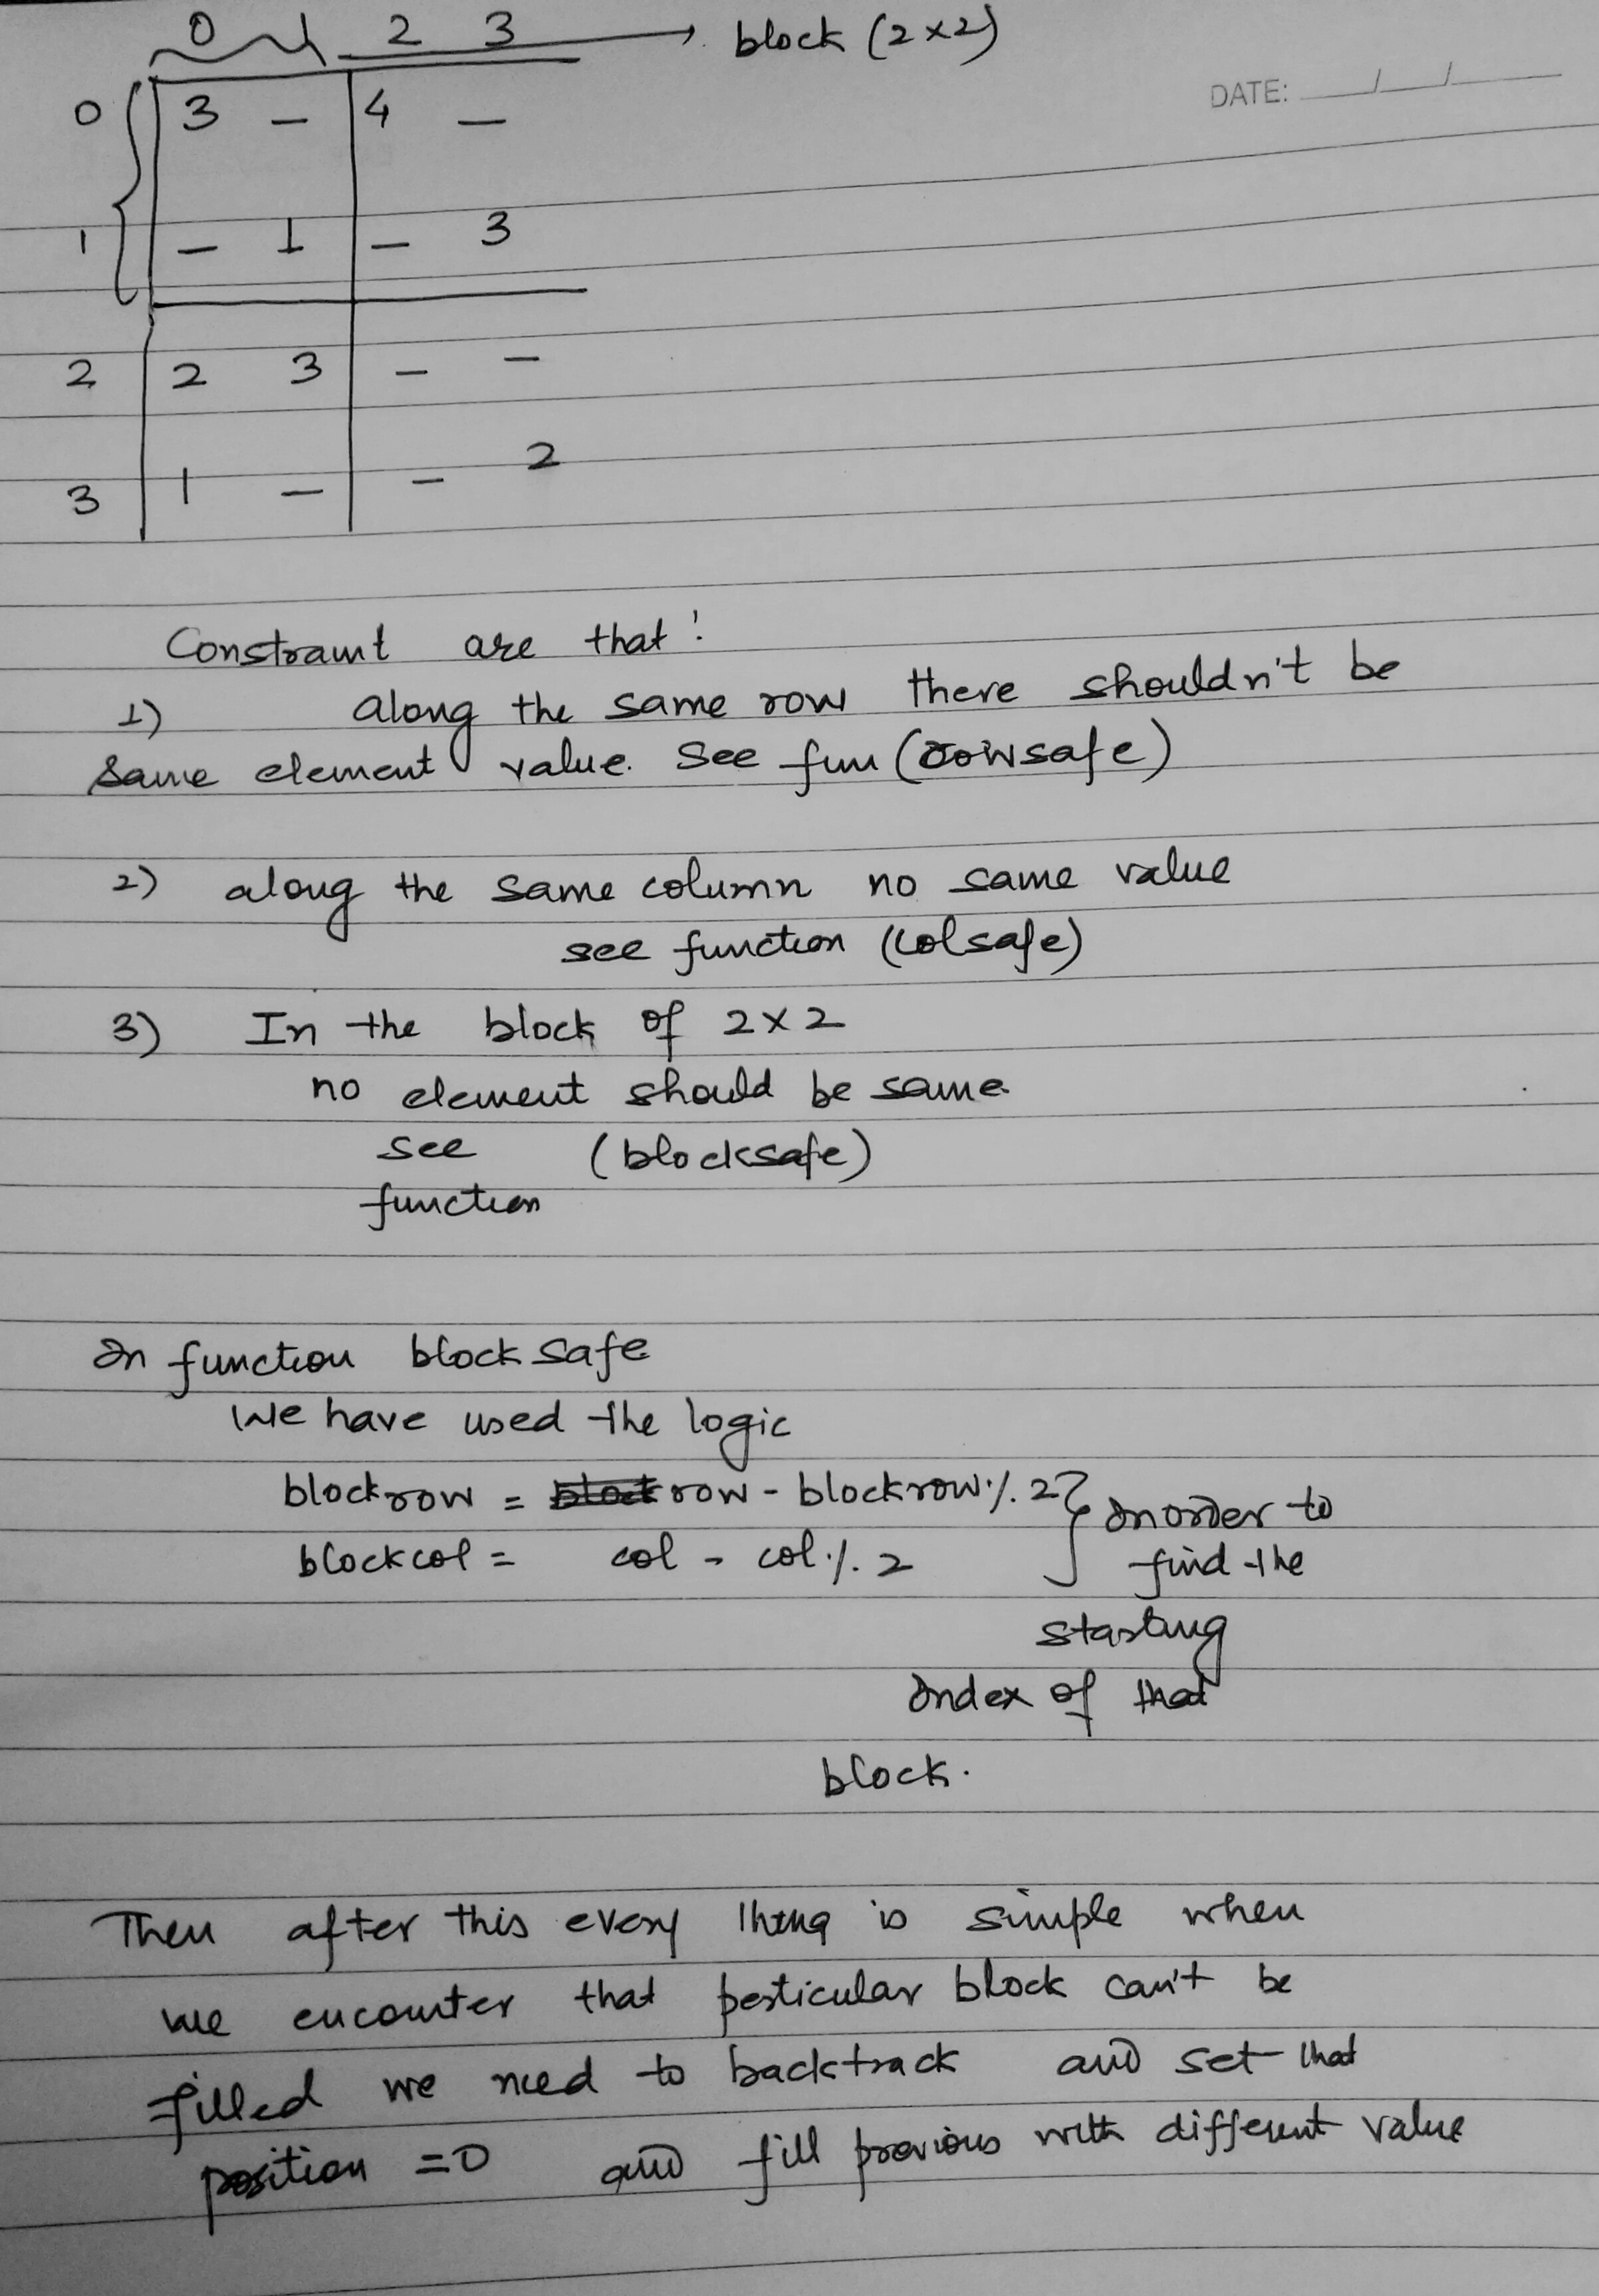 0 1 2 3 → block (2×2)
DATE: __/__/__
0 3 – 4 –
1 – 1 – 3
2 2 3 – –
3 1 – – 2
Constraint are that :
1) along the same row there shouldn't be
same element value. See fun (rowsafe)
2) along the same column no same value
see function (colsafe)
3) In the block of 2×2
no element should be same.
see (blocksafe)
function
In function block safe
We have used the logic
blockrow = row - blockrow % 2 } In order to
blockcol = col - col % 2 find the
starting
Index of that
block.
Then after this every thing is simple when
we encounter that perticular block can't be
filled we need to backtrack and set that
position =0 and fill previous with different value